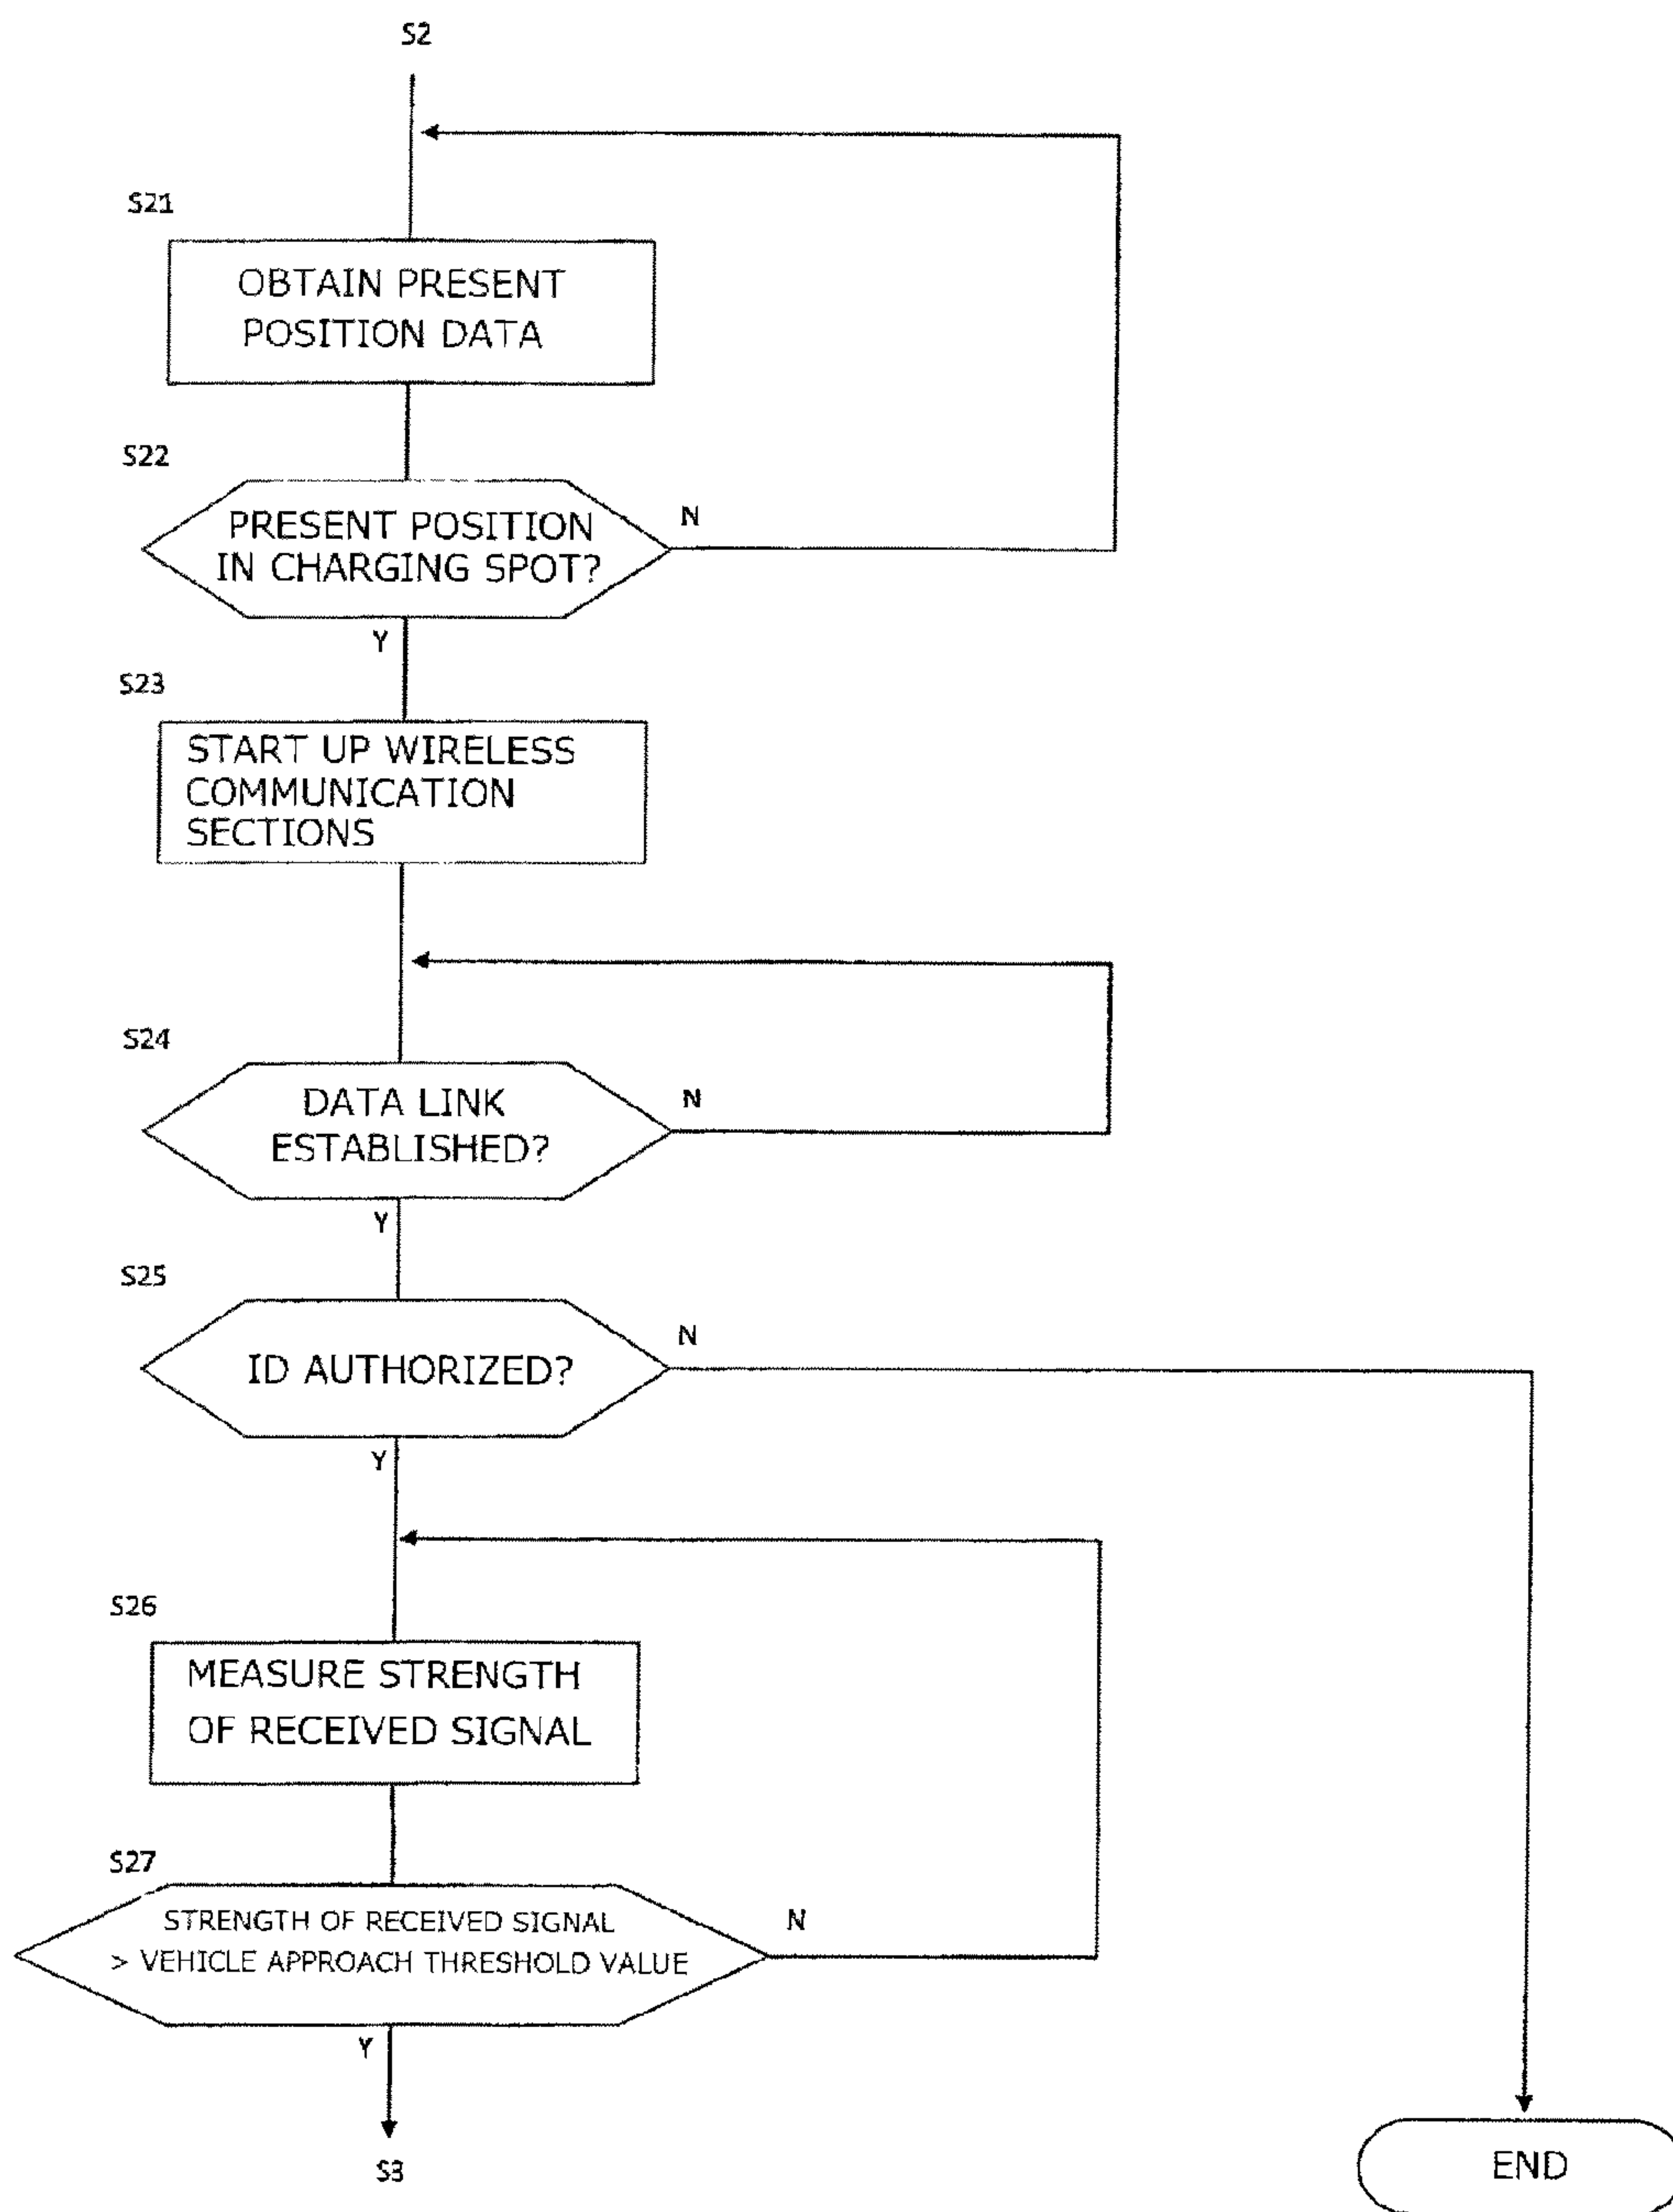 S2
S21
OBTAIN PRESENT
POSITION DATA
S22
PRESENT POSITION
IN CHARGING SPOT?
N
Y
S23
START UP WIRELESS
COMMUNICATION
SECTIONS
S24
DATA LINK
ESTABLISHED?
N
Y
S25
ID AUTHORIZED?
N
Y
S26
MEASURE STRENGTH
OF RECEIVED SIGNAL
S27
STRENGTH OF RECEIVED SIGNAL
> VEHICLE APPROACH THRESHOLD VALUE
N
Y
S3
END